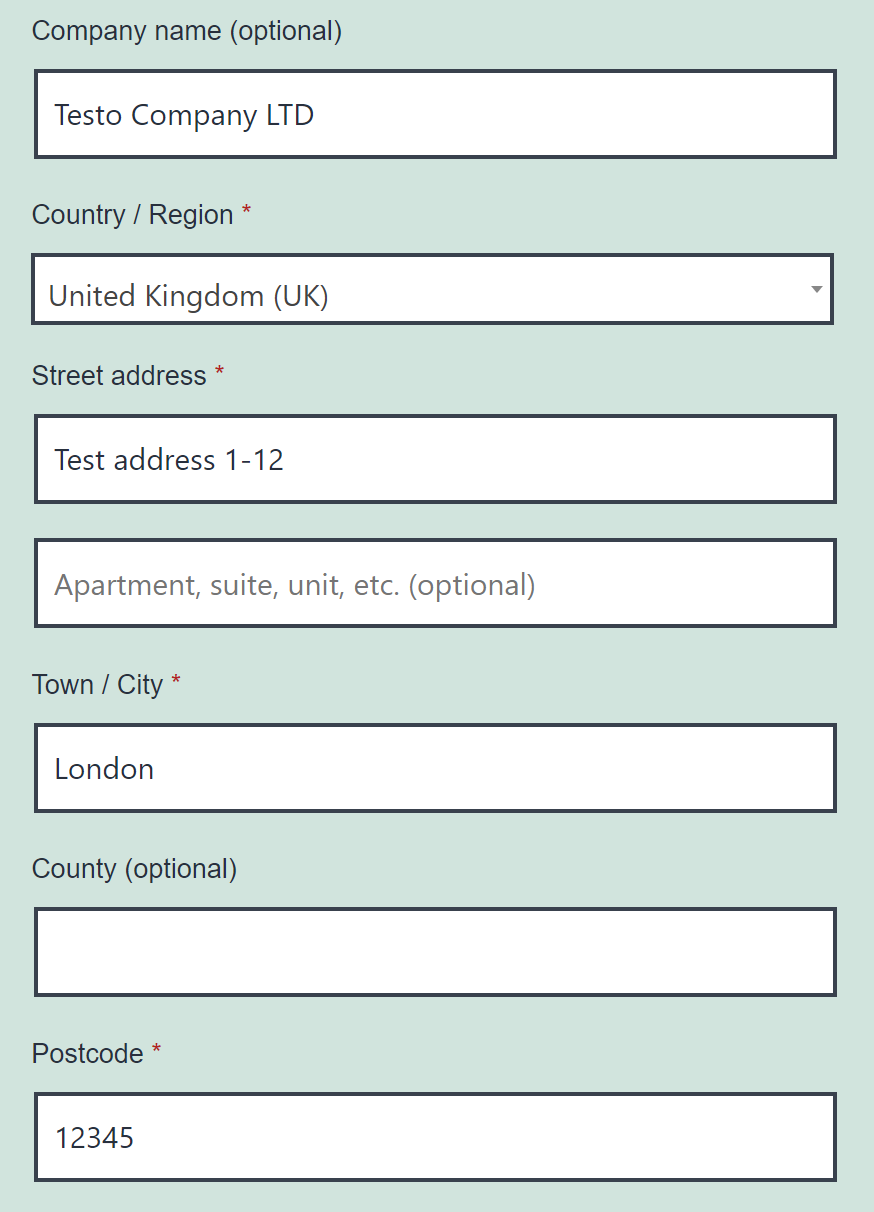 Company name (optional)
Testo Company LTD
Country / Region *
United Kingdom (UK)
Street address *
Test address 1-12
Apartment, suite, unit, etc. (optional)
Town / City *
London
County (optional)
Postcode *
12345